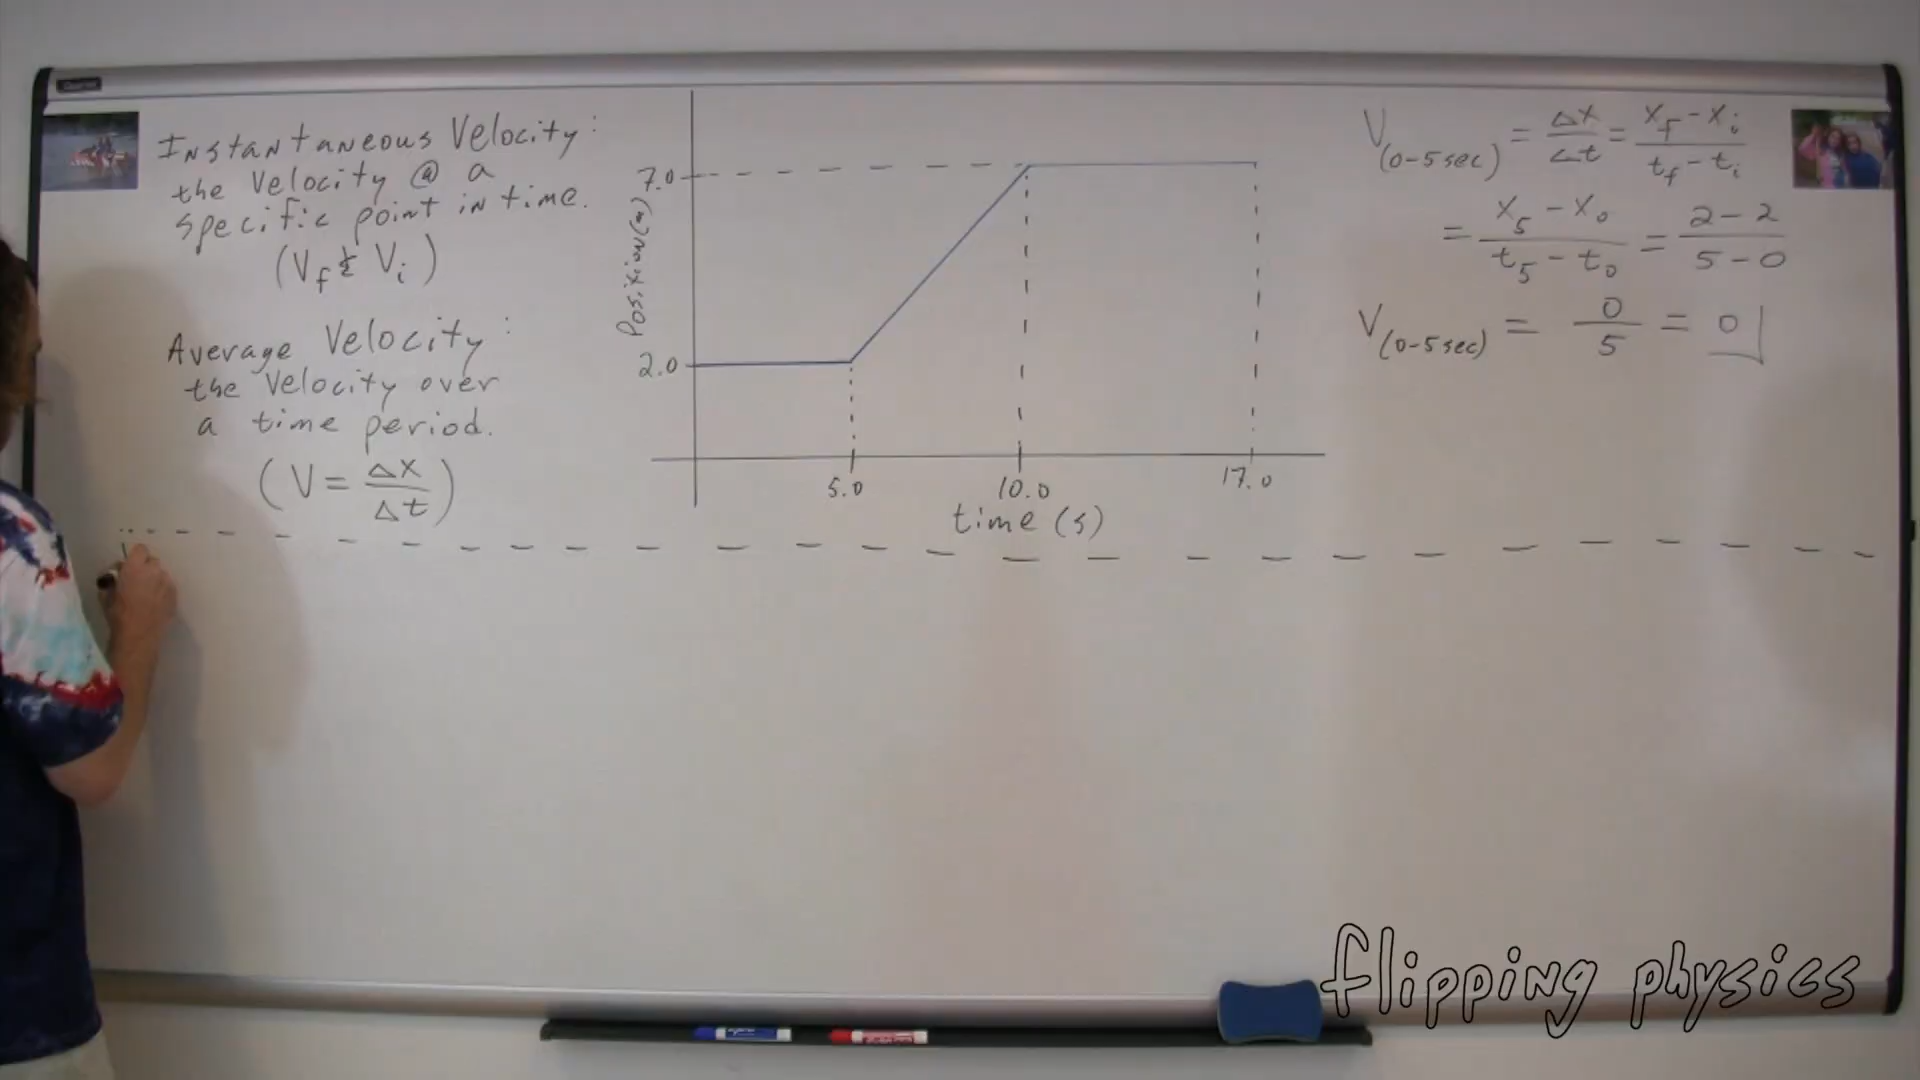 Instantaneous Velocity:
the velocity @ a
specific point in time.
(Vf & Vi)
Average Velocity:
the velocity over
a time period.
(V = Δx/Δt)
Position (m)
7.0
2.0
5.0 10.0 17.0
time (s)
V(0-5sec) = Δx/Δt = xf - xi / tf - ti
= x5 - x0 / t5 - t0 = 2 - 2 / 5 - 0
V(0-5sec) = 0/5 = 0
flipping physics